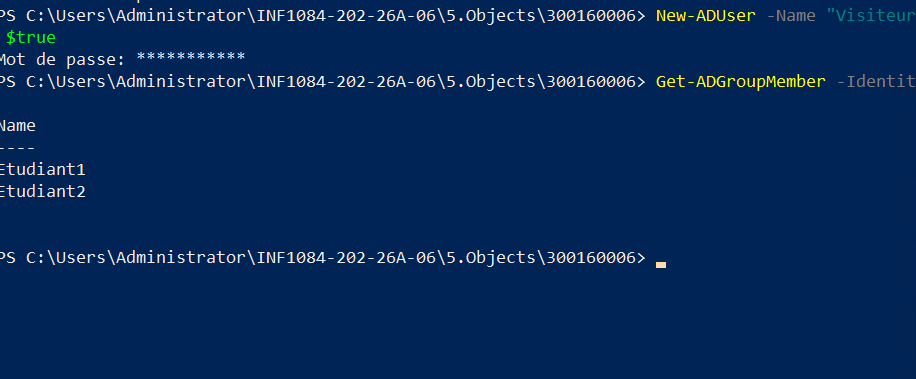 PS C:\Users\Administrator\INF1084-202-26A-06\5.Objects\300160006> New-ADUser -Name "Visiteur
$true
Mot de passe: ***********
PS C:\Users\Administrator\INF1084-202-26A-06\5.Objects\300160006> Get-ADGroupMember -Identit
Name
----
Etudiant1
Etudiant2
PS C:\Users\Administrator\INF1084-202-26A-06\5.Objects\300160006>